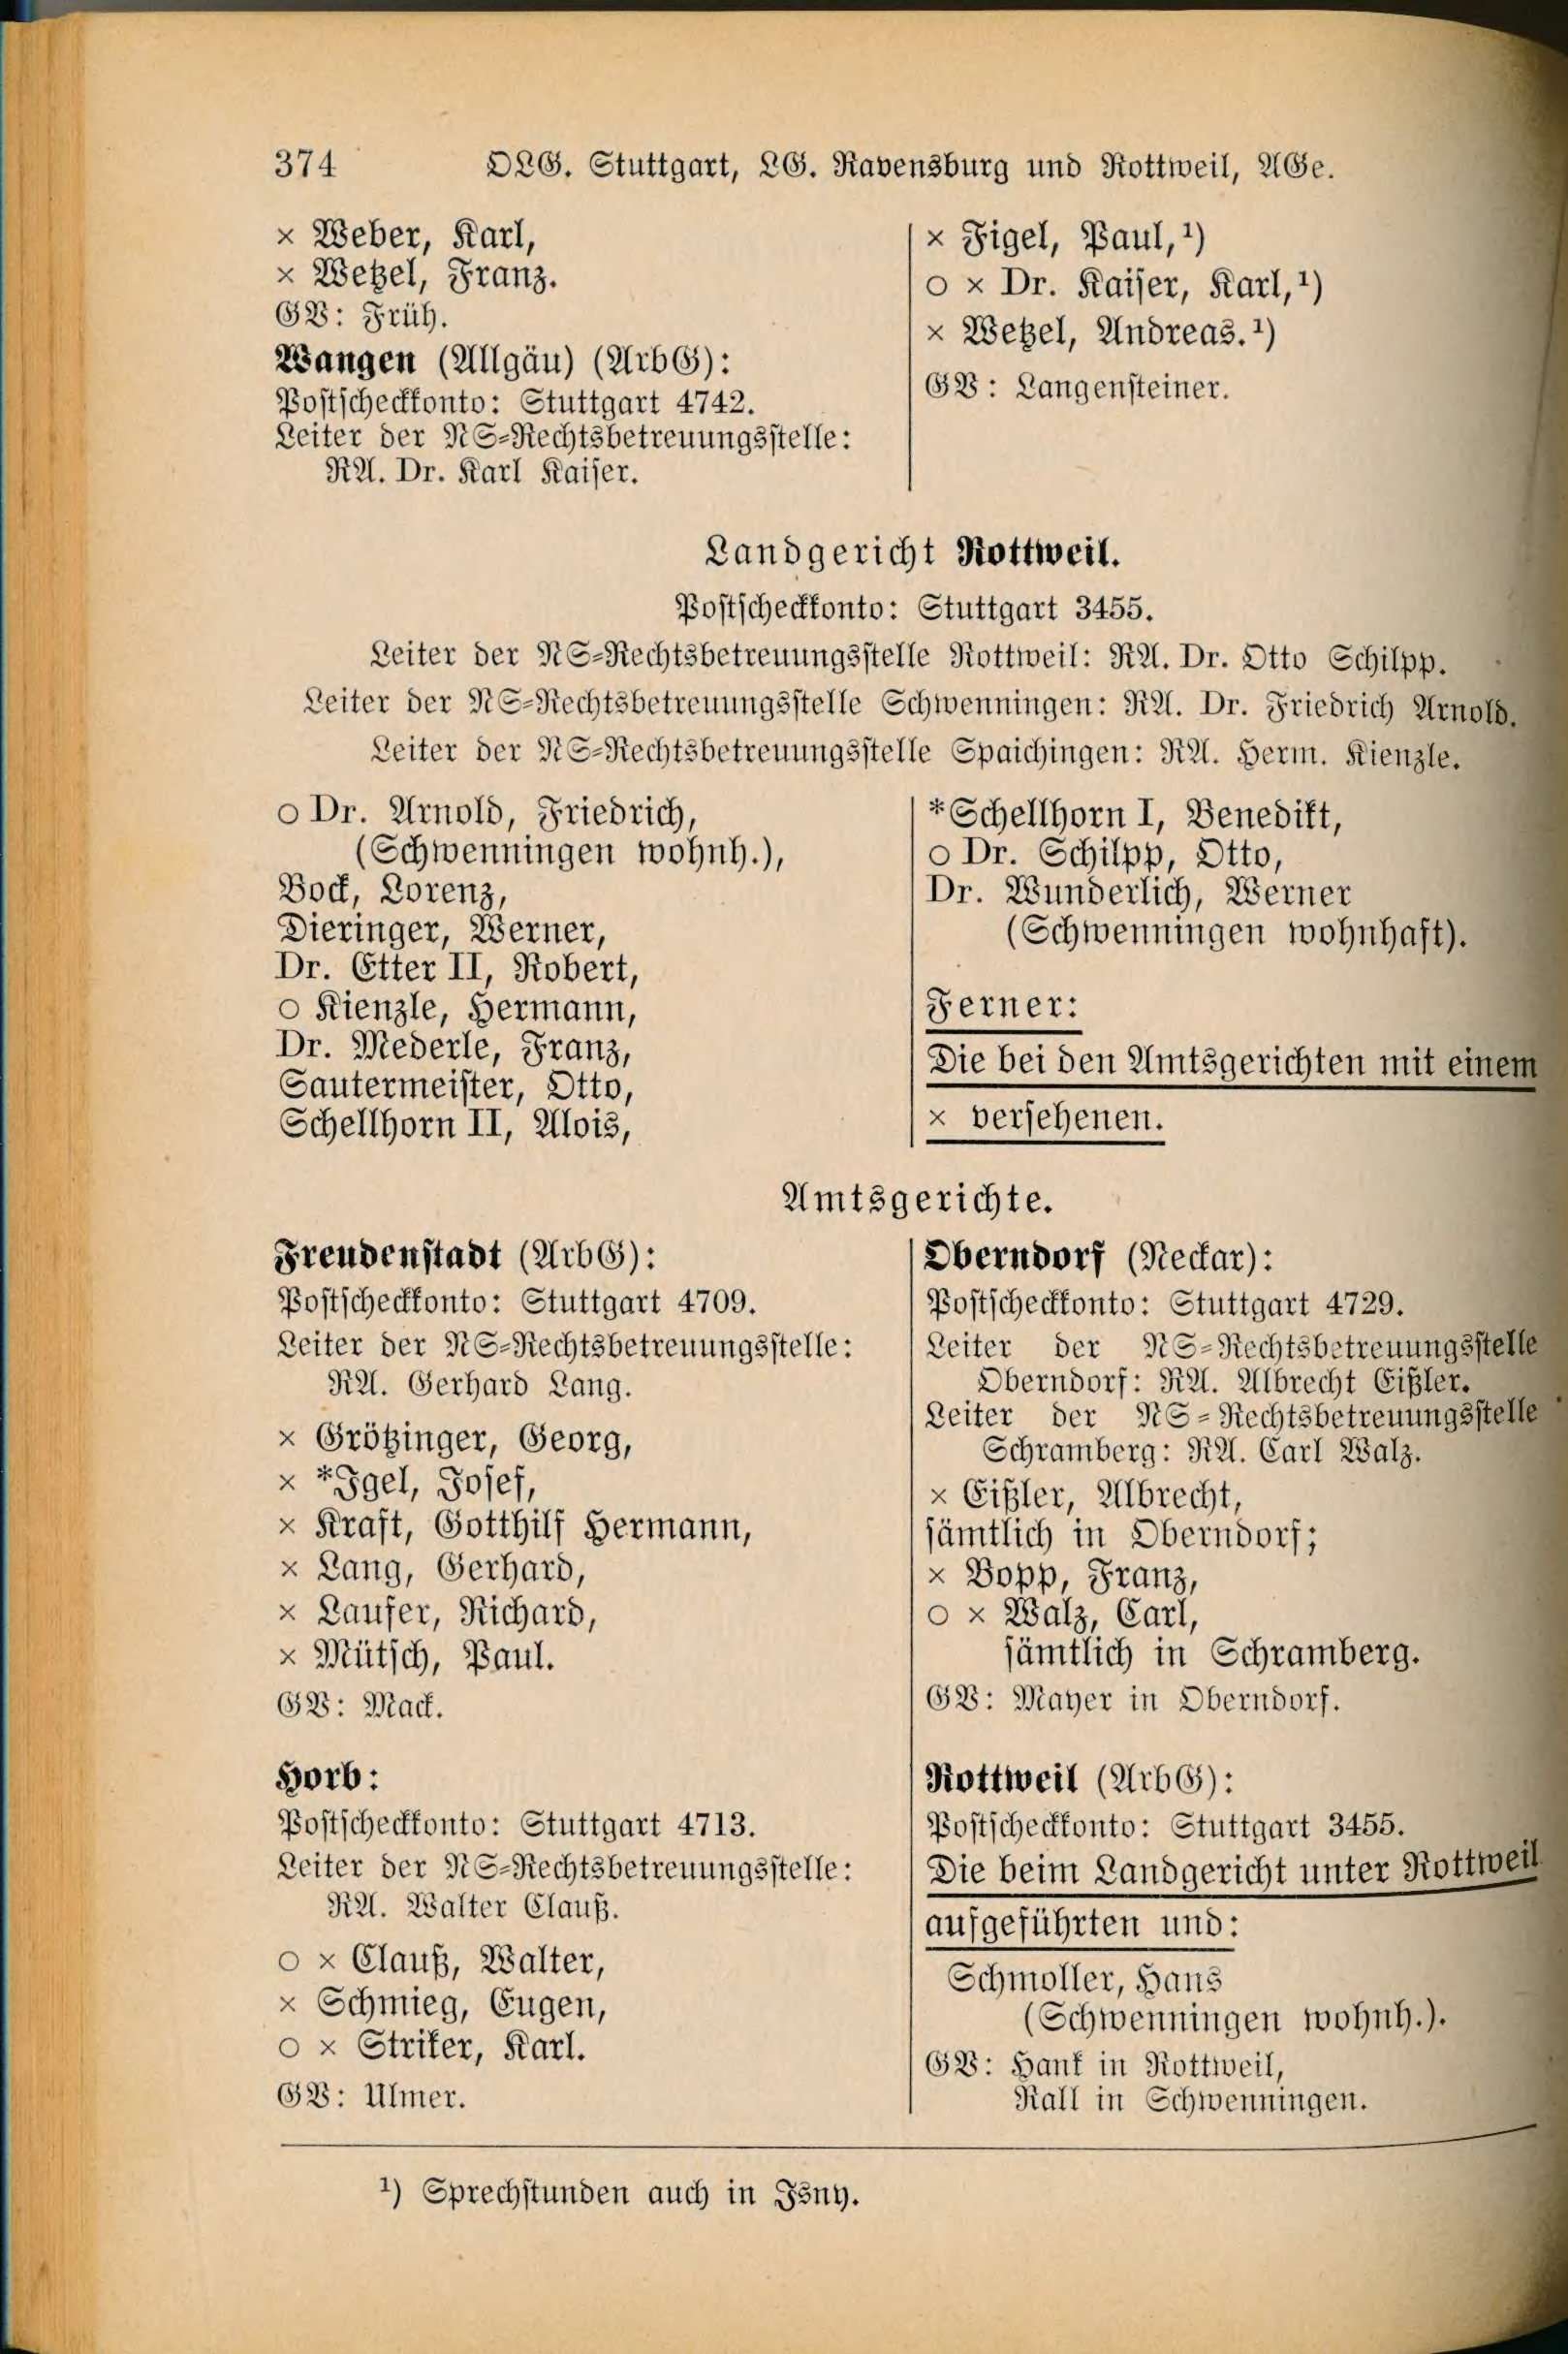 374 OLG. Stuttgart, LG. Ravensburg und Rottweil, AGe.
× Weber, Karl,
× Wetzel, Franz.
GV: Früh.
Wangen (Allgäu) (ArbG):
Postscheckkonto: Stuttgart 4742.
Leiter der NS-Rechtsbetreuungsstelle:
RA. Dr. Karl Kaiser.
× Figel, Paul,¹)
○ × Dr. Kaiser, Karl,¹)
× Wetzel, Andreas.¹)
GV: Langensteiner.
Landgericht Rottweil.
Postscheckkonto: Stuttgart 3455.
Leiter der NS-Rechtsbetreuungsstelle Rottweil: RA. Dr. Otto Schilpp.
Leiter der NS-Rechtsbetreuungsstelle Schwenningen: RA. Dr. Friedrich Arnold.
Leiter der NS-Rechtsbetreuungsstelle Spaichingen: RA. Herm. Kienzle.
○ Dr. Arnold, Friedrich,
(Schwenningen wohnh.),
Bock, Lorenz,
Dieringer, Werner,
Dr. Etter II, Robert,
○ Kienzle, Hermann,
Dr. Mederle, Franz,
Sautermeister, Otto,
Schellhorn II, Alois,
*Schellhorn I, Benedikt,
○ Dr. Schilpp, Otto,
Dr. Wunderlich, Werner
(Schwenningen wohnhaft).
Ferner:
Die bei den Amtsgerichten mit einem
× versehenen.
Amtsgerichte.
Freudenstadt (ArbG):
Postscheckkonto: Stuttgart 4709.
Leiter der NS-Rechtsbetreuungsstelle:
RA. Gerhard Lang.
× Grötzinger, Georg,
× *Igel, Josef,
× Kraft, Gotthilf Hermann,
× Lang, Gerhard,
× Laufer, Richard,
× Mütsch, Paul.
GV: Mack.
Horb:
Postscheckkonto: Stuttgart 4713.
Leiter der NS-Rechtsbetreuungsstelle:
RA. Walter Clauß.
○ × Clauß, Walter,
× Schmieg, Eugen,
○ × Striker, Karl.
GV: Ulmer.
Oberndorf (Neckar):
Postscheckkonto: Stuttgart 4729.
Leiter der NS-Rechtsbetreuungsstelle
Oberndorf: RA. Albrecht Eißler.
Leiter der NS-Rechtsbetreuungsstelle
Schramberg: RA. Carl Walz.
× Eißler, Albrecht,
sämtlich in Oberndorf;
× Bopp, Franz,
○ × Walz, Carl,
sämtlich in Schramberg.
GV: Mayer in Oberndorf.
Rottweil (ArbG):
Postscheckkonto: Stuttgart 3455.
Die beim Landgericht unter Rottweil
aufgeführten und:
Schmoller, Hans
(Schwenningen wohnh.).
GV: Hank in Rottweil,
Rall in Schwenningen.
¹) Sprechstunden auch in Isny.